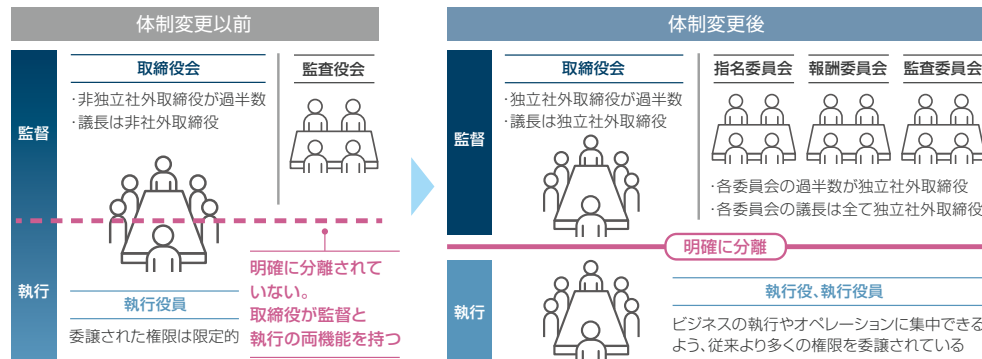 体制変更以前
監督
取締役会
・非独立社外取締役が過半数
・議長は非社外取締役
監査役会
執行
執行役員
委譲された権限は限定的
明確に分離されて
いない。
取締役が監督と
執行の両機能を持つ
体制変更後
監督
取締役会
・独立社外取締役が過半数
・議長は独立社外取締役
指名委員会
報酬委員会
監査委員会
・各委員会の過半数が独立社外取締役
・各委員会の議長は全て独立社外取締役
明確に分離
執行
執行役、執行役員
ビジネスの執行やオペレーションに集中できる
よう、従来より多くの権限を委譲されている